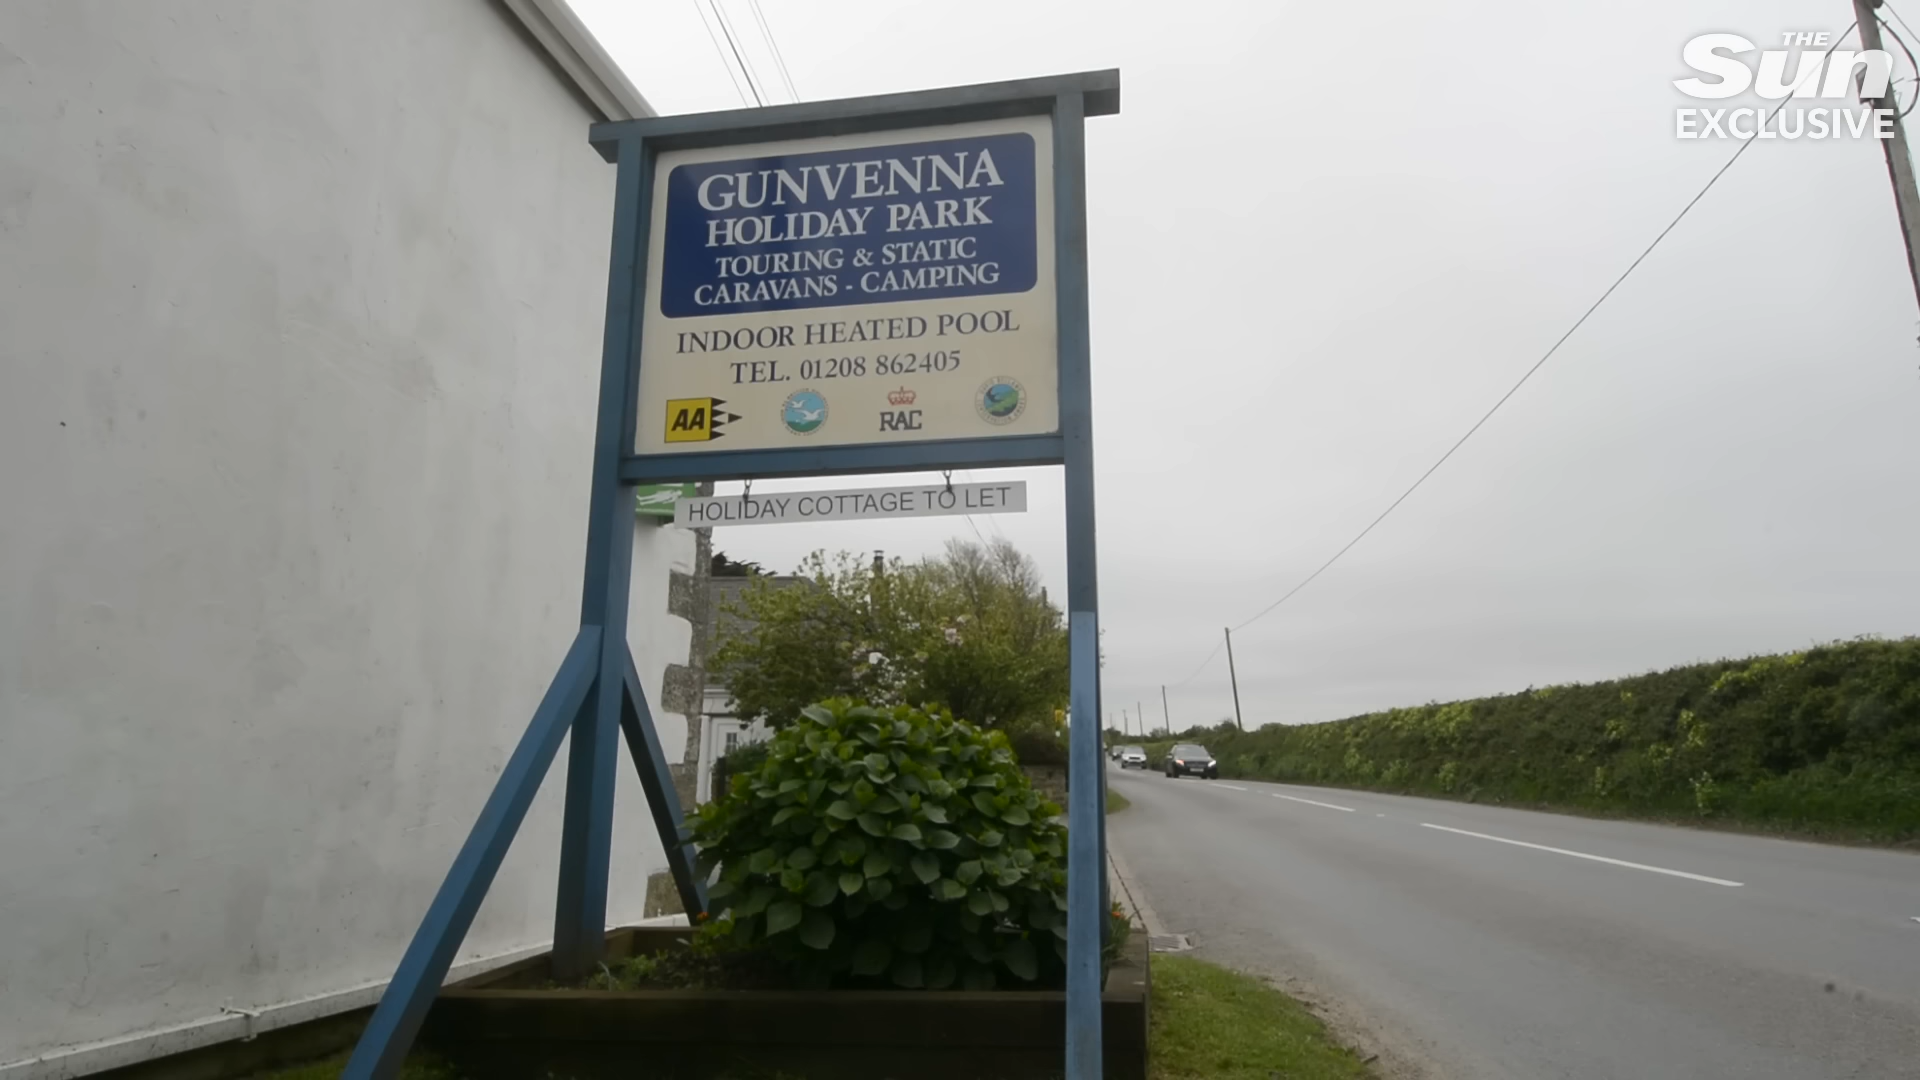 THE
Sun
EXCLUSIVE
GUNVENNA
HOLIDAY PARK
TOURING & STATIC
CARAVANS - CAMPING
INDOOR HEATED POOL
TEL. 01208 862405
AA
RAC
HOLIDAY COTTAGE TO LET